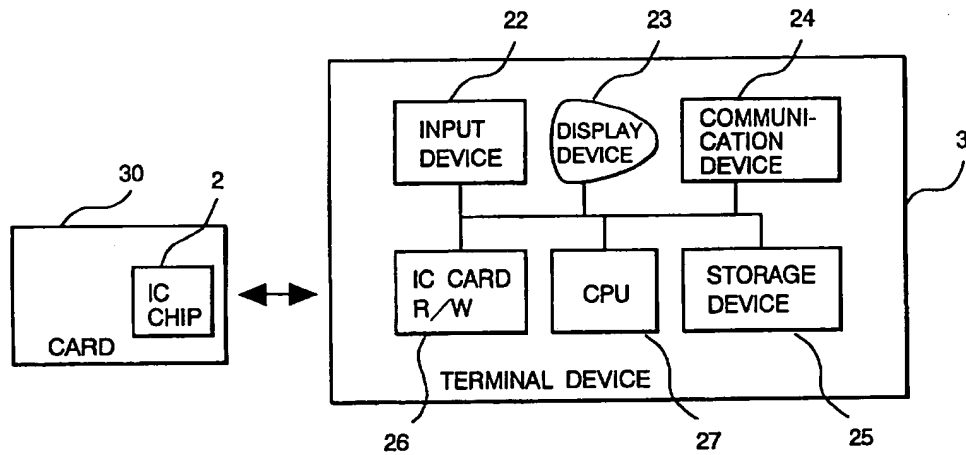 22
23
24
INPUT
DEVICE
DISPLAY
DEVICE
COMMUNI-
CATION
DEVICE
3
30
2
IC
CHIP
CARD
IC CARD
R/W
CPU
STORAGE
DEVICE
TERMINAL DEVICE
26
27
25